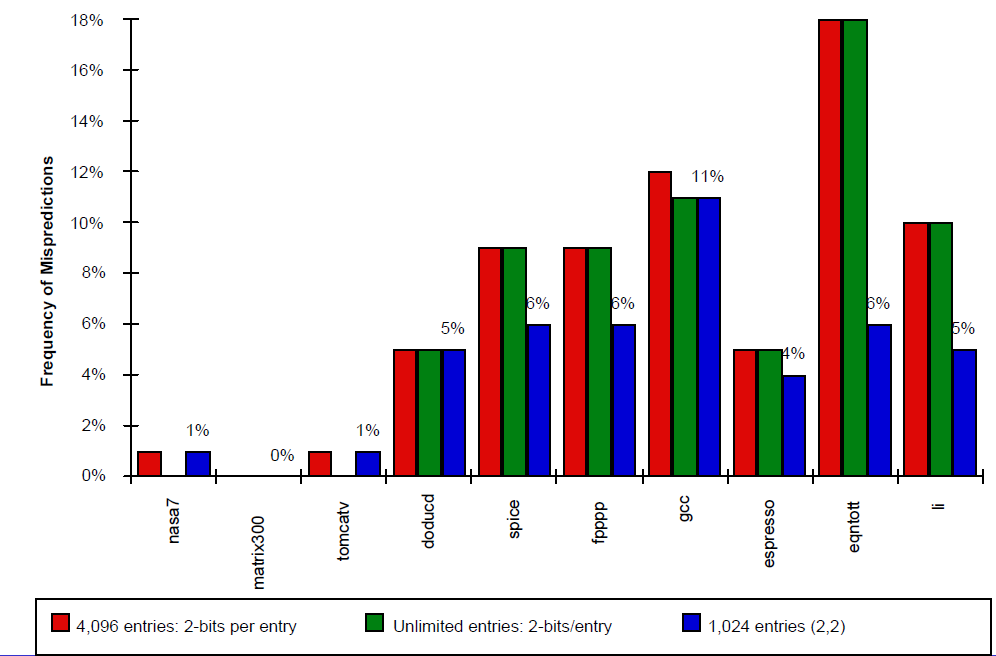 18%
16%
14%
12%
10%
8%
6%
4%
2%
0%
Frequency of Mispredictions
1%
0%
1%
5%
6%
6%
11%
4%
6%
5%
nasa7
matrix300
tomcatv
doducd
spice
fpppp
gcc
espresso
eqntott
li
4,096 entries: 2-bits per entry
Unlimited entries: 2-bits/entry
1,024 entries (2,2)